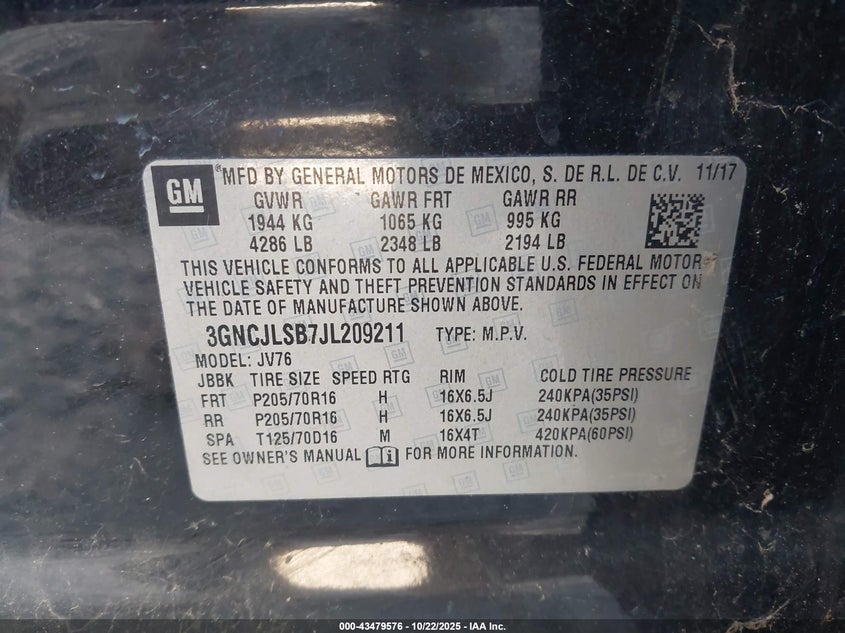 GM
MFD BY GENERAL MOTORS DE MEXICO, S. DE R.L. DE C.V. 11/17
GVWR GAWR FRT GAWR RR
1944 KG 1065 KG 995 KG
4286 LB 2348 LB 2194 LB
THIS VEHICLE CONFORMS TO ALL APPLICABLE U.S. FEDERAL MOTOR
VEHICLE SAFETY AND THEFT PREVENTION STANDARDS IN EFFECT ON
THE DATE OF MANUFACTURE SHOWN ABOVE.
3GNCJLSB7JL209211 TYPE: M.P.V.
MODEL: JV76
JBBK TIRE SIZE SPEED RTG RIM COLD TIRE PRESSURE
FRT P205/70R16 H 16X6.5J 240KPA(35PSI)
RR P205/70R16 H 16X6.5J 240KPA(35PSI)
SPA T125/70D16 M 16X4T 420KPA(60PSI)
SEE OWNER'S MANUAL FOR MORE INFORMATION.
000-43479576 - 10/22/2025 - IAA Inc.